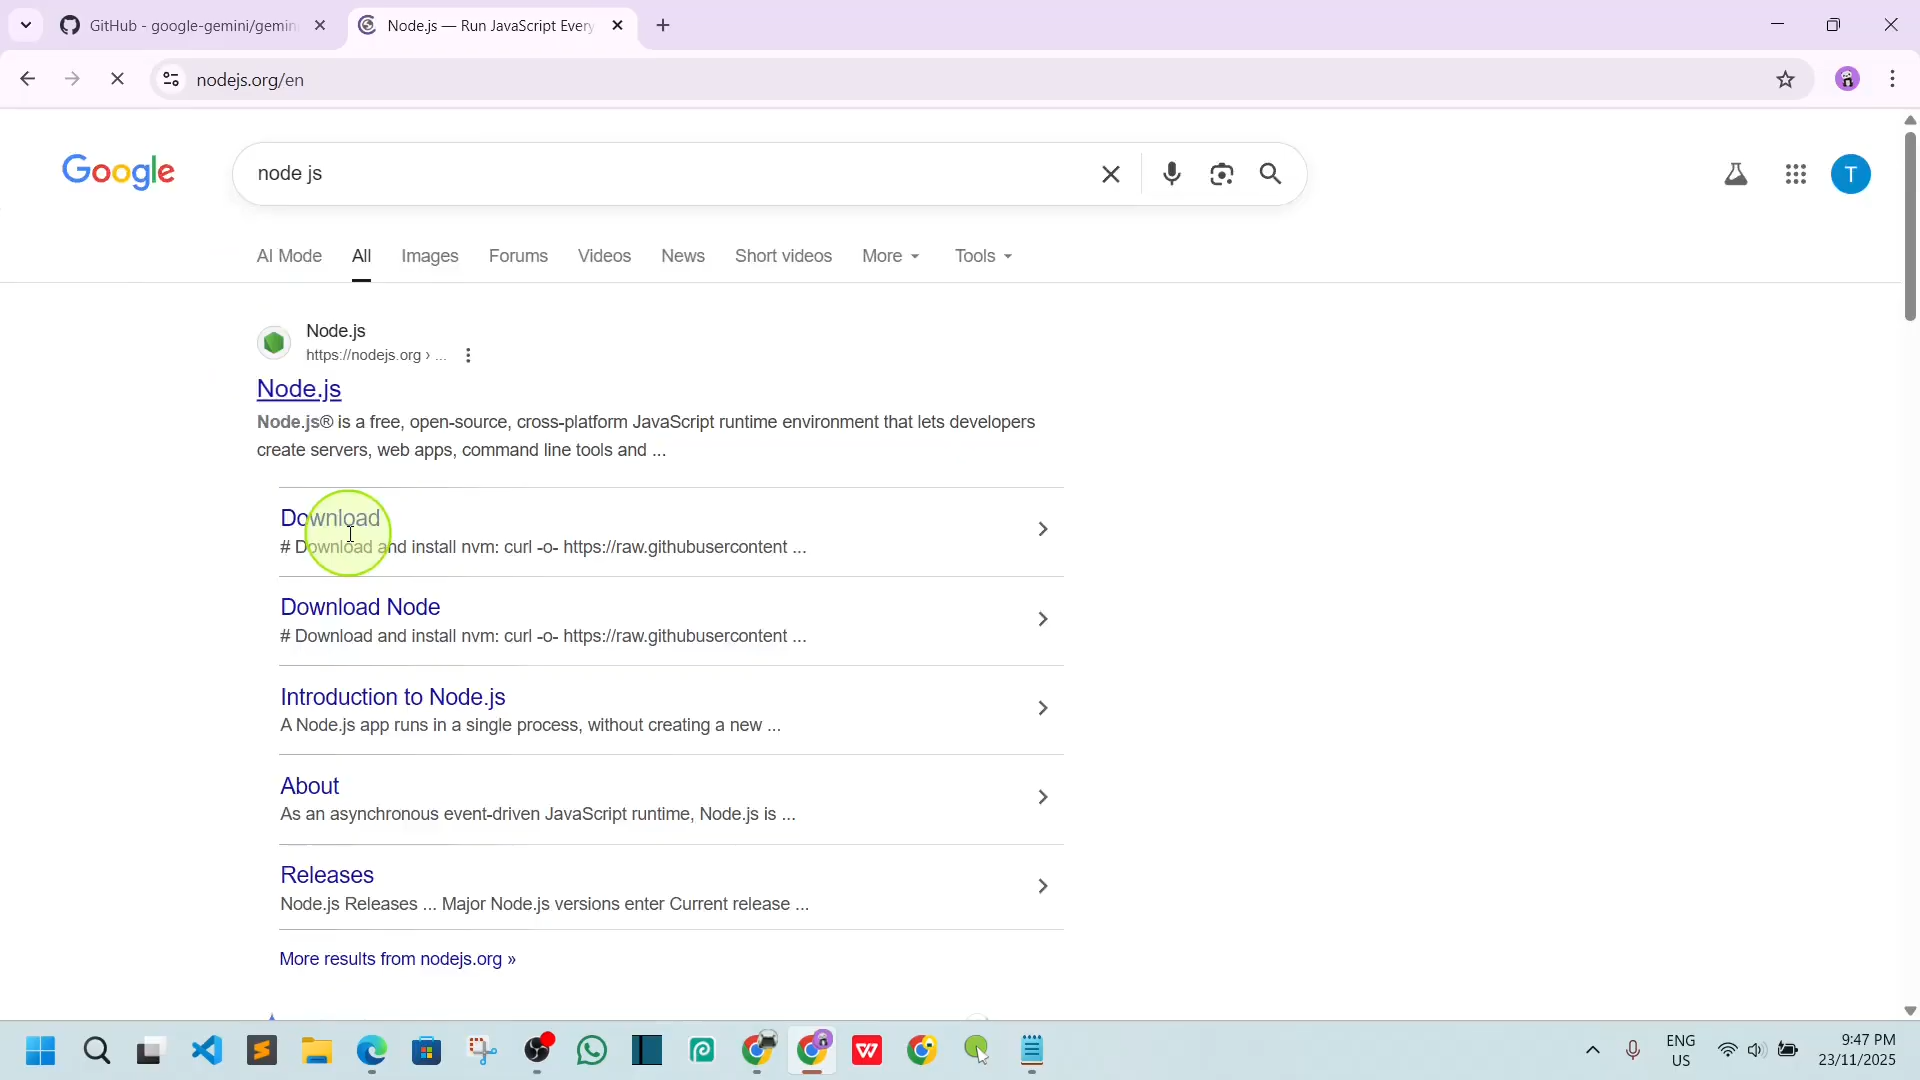 GitHub - google-gemini/gemin
Node.js — Run JavaScript Every
nodejs.org/en
Google
node js
T
AI Mode
All
Images
Forums
Videos
News
Short videos
More
Tools
Node.js
https://nodejs.org › ...
Node.js
Node.js® is a free, open-source, cross-platform JavaScript runtime environment that lets developers
create servers, web apps, command line tools and ...
Download
# Download and install nvm: curl -o- https://raw.githubusercontent ...
Download Node
# Download and install nvm: curl -o- https://raw.githubusercontent ...
Introduction to Node.js
A Node.js app runs in a single process, without creating a new ...
About
As an asynchronous event-driven JavaScript runtime, Node.js is ...
Releases
Node.js Releases ... Major Node.js versions enter Current release ...
More results from nodejs.org »
ENG
US
9:47 PM
23/11/2025